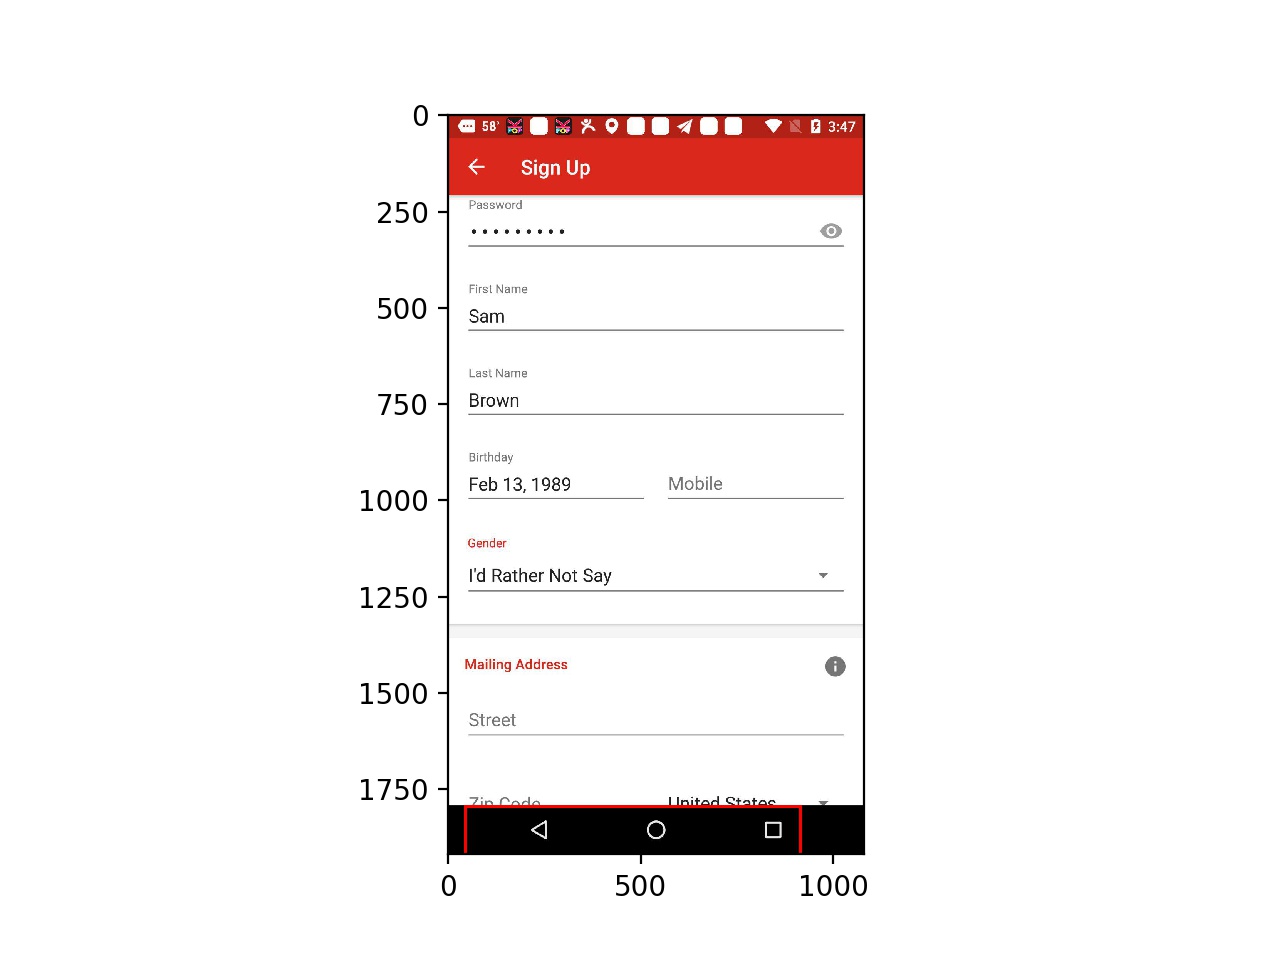 0
58°
POP
POP
3:47
Sign Up
250
Password
•••••••••
500
First Name
Sam
750
Last Name
Brown
1000
Birthday
Feb 13, 1989
Mobile
1250
Gender
I'd Rather Not Say
1500
Mailing Address
Street
1750
Zip Code
United States
0
500
1000